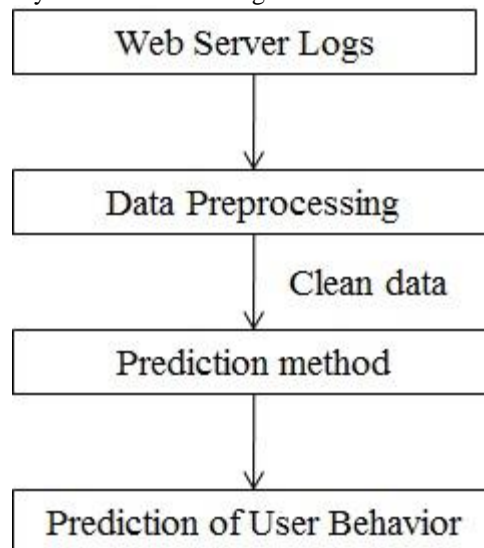 Web Server Logs
Data Preprocessing
Clean data
Prediction method
Prediction of User Behavior